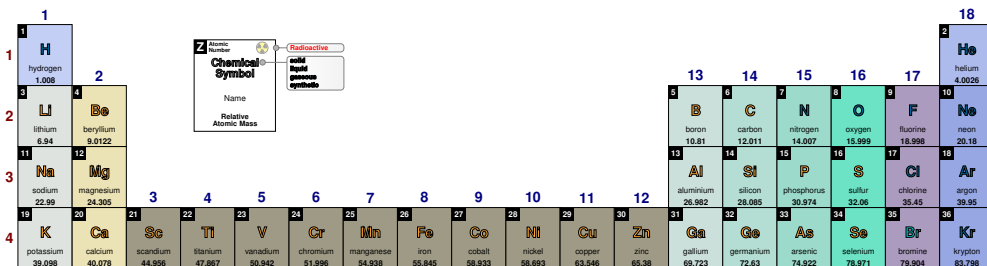 1
18
1
1
H
hydrogen
1.008
2
He
helium
4.0026
Z Atomic Number
Radioactive
Chemical Symbol
solid
liquid
gaseous
synthetic
Name
Relative Atomic Mass
2
13
14
15
16
17
2
3
Li
lithium
6.94
4
Be
beryllium
9.0122
5
B
boron
10.81
6
C
carbon
12.011
7
N
nitrogen
14.007
8
O
oxygen
15.999
9
F
fluorine
18.998
10
Ne
neon
20.18
3
11
Na
sodium
22.99
12
Mg
magnesium
24.305
13
Al
aluminium
26.982
14
Si
silicon
28.085
15
P
phosphorus
30.974
16
S
sulfur
32.06
17
Cl
chlorine
35.45
18
Ar
argon
39.95
3
4
5
6
7
8
9
10
11
12
4
19
K
potassium
39.098
20
Ca
calcium
40.078
21
Sc
scandium
44.956
22
Ti
titanium
47.867
23
V
vanadium
50.942
24
Cr
chromium
51.996
25
Mn
manganese
54.938
26
Fe
iron
55.845
27
Co
cobalt
58.933
28
Ni
nickel
58.693
29
Cu
copper
63.546
30
Zn
zinc
65.38
31
Ga
gallium
69.723
32
Ge
germanium
72.63
33
As
arsenic
74.922
34
Se
selenium
78.971
35
Br
bromine
79.904
36
Kr
krypton
83.798